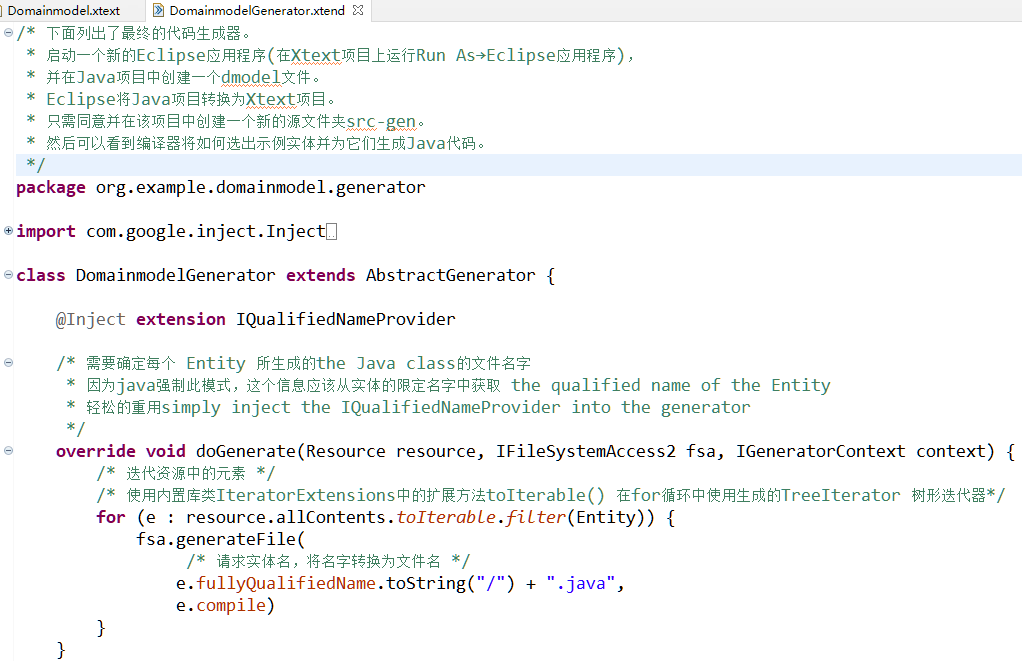 Domainmodel.xtext DomainmodelGenerator.xtend
/* 下面列出了最终的代码生成器。
 * 启动一个新的Eclipse应用程序(在Xtext项目上运行Run As→Eclipse应用程序)，
 * 并在Java项目中创建一个dmodel文件。
 * Eclipse将Java项目转换为Xtext项目。
 * 只需同意并在该项目中创建一个新的源文件夹src-gen。
 * 然后可以看到编译器将如何选出示例实体并为它们生成Java代码。
 */
package org.example.domainmodel.generator
import com.google.inject.Inject
class DomainmodelGenerator extends AbstractGenerator {
    @Inject extension IQualifiedNameProvider
    /* 需要确定每个 Entity 所生成的the Java class的文件名字
     * 因为java强制此模式，这个信息应该从实体的限定名字中获取 the qualified name of the Entity
     * 轻松的重用simply inject the IQualifiedNameProvider into the generator
     */
    override void doGenerate(Resource resource, IFileSystemAccess2 fsa, IGeneratorContext context) {
        /* 迭代资源中的元素 */
        /* 使用内置库类IteratorExtensions中的扩展方法toIterable() 在for循环中使用生成的TreeIterator 树形迭代器*/
        for (e : resource.allContents.toIterable.filter(Entity)) {
            fsa.generateFile(
                 /* 请求实体名，将名字转换为文件名 */
                e.fullyQualifiedName.toString("/") + ".java",
                e.compile)
        }
    }